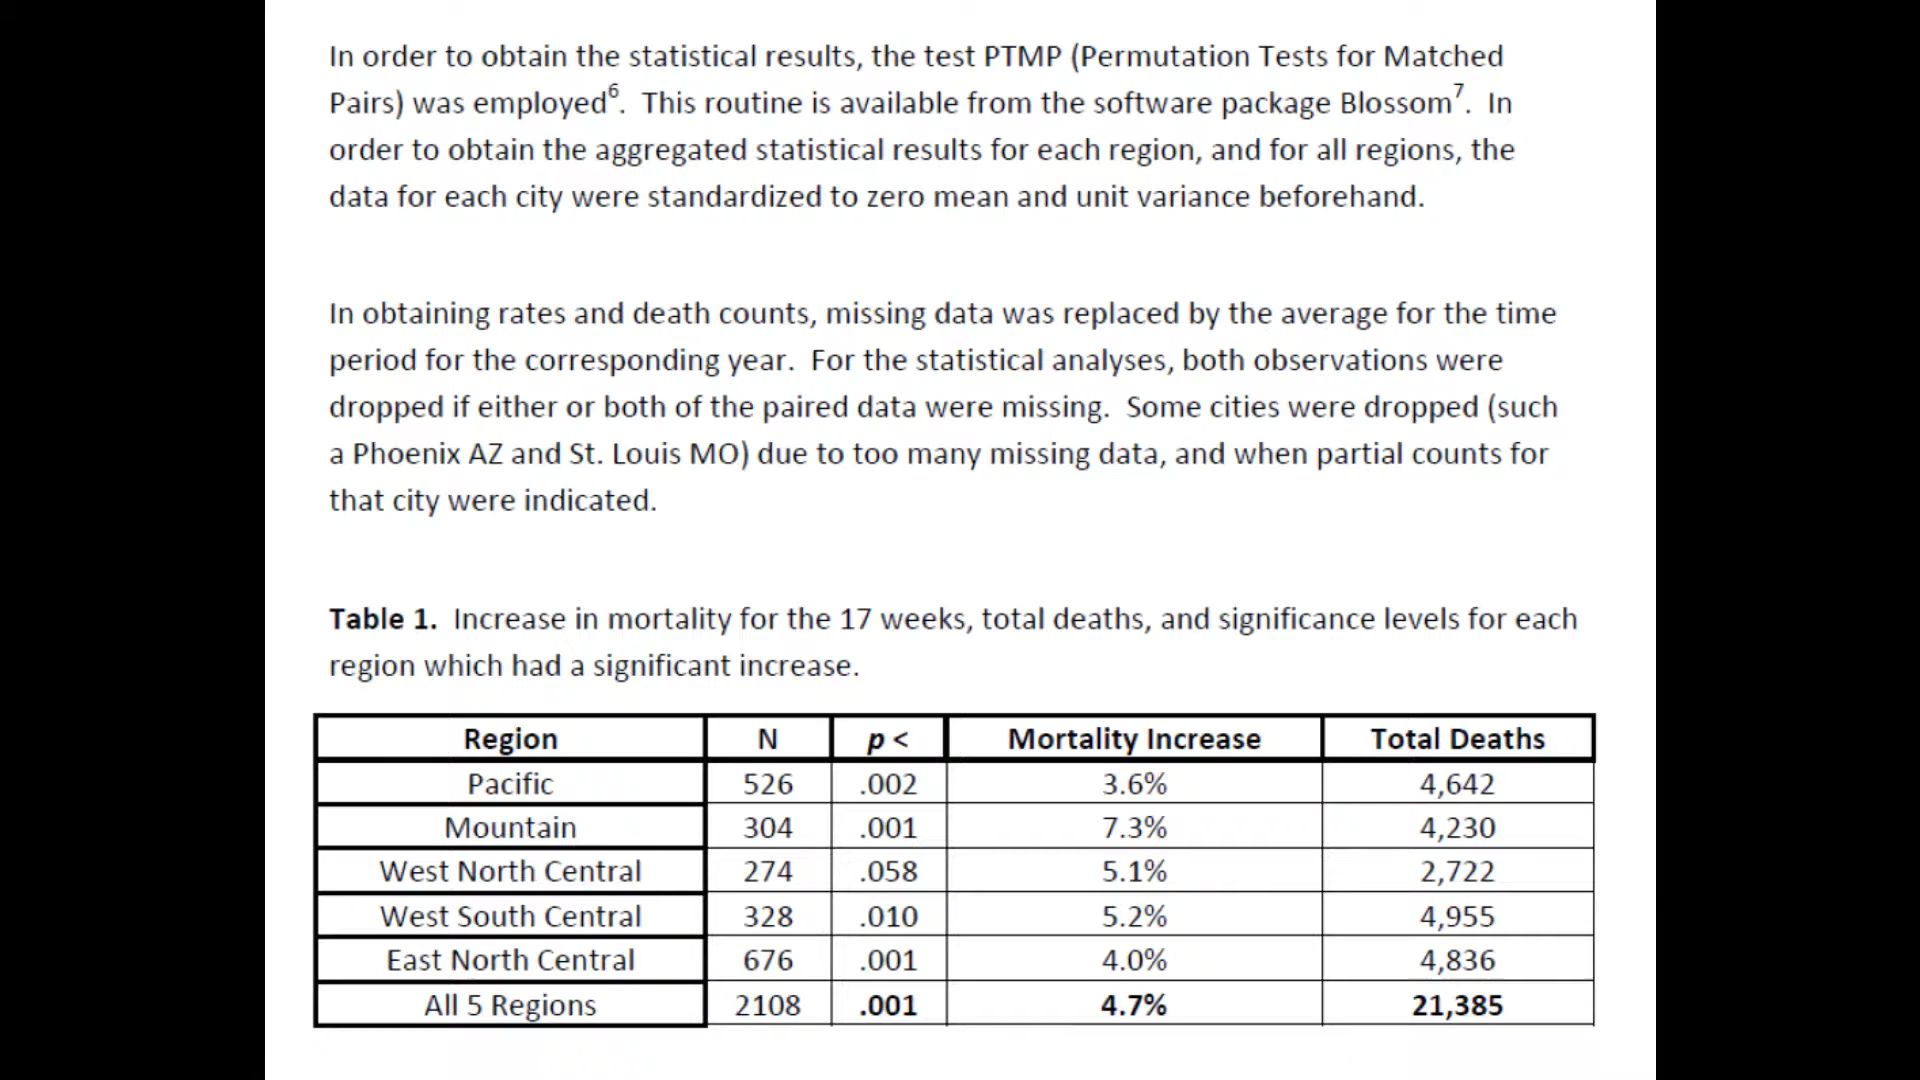 In order to obtain the statistical results, the test PTMP (Permutation Tests for Matched
Pairs) was employed6. This routine is available from the software package Blossom7. In
order to obtain the aggregated statistical results for each region, and for all regions, the
data for each city were standardized to zero mean and unit variance beforehand.
In obtaining rates and death counts, missing data was replaced by the average for the time
period for the corresponding year. For the statistical analyses, both observations were
dropped if either or both of the paired data were missing. Some cities were dropped (such
a Phoenix AZ and St. Louis MO) due to too many missing data, and when partial counts for
that city were indicated.
Table 1. Increase in mortality for the 17 weeks, total deaths, and significance levels for each
region which had a significant increase.
Region N p < Mortality Increase Total Deaths
Pacific 526 .002 3.6% 4,642
Mountain 304 .001 7.3% 4,230
West North Central 274 .058 5.1% 2,722
West South Central 328 .010 5.2% 4,955
East North Central 676 .001 4.0% 4,836
All 5 Regions 2108 .001 4.7% 21,385